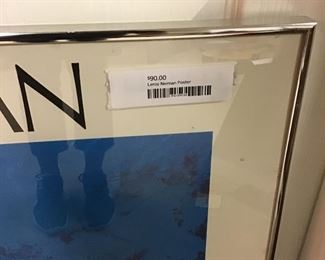 $90.00
Leroy Neiman Poster
AN